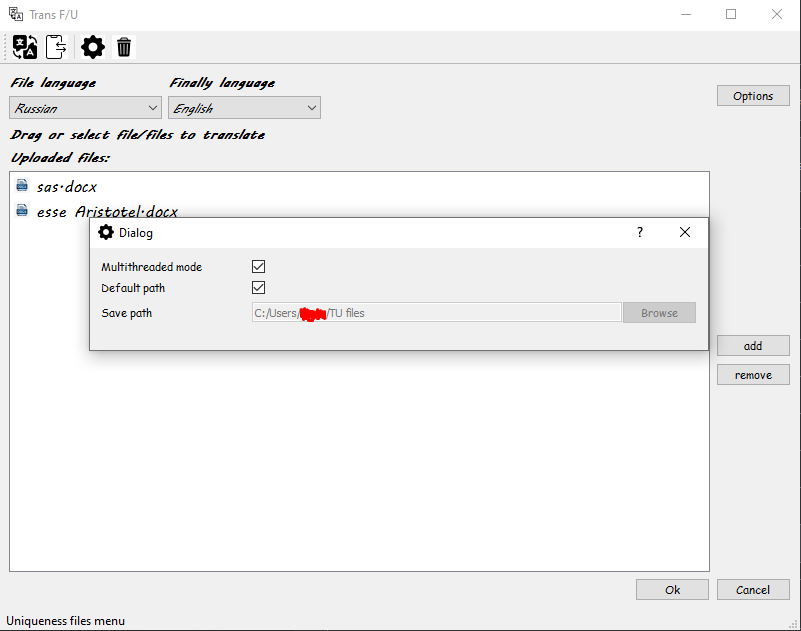 Trans F/U
File language Finally language
Russian English
Options
Drag or select file/files to translate
Uploaded files:
sas.docx
esse Aristotel.docx
Dialog ?
Multithreaded mode
Default path
Save path C:/Users/ /TU files Browse
add
remove
Ok Cancel
Uniqueness files menu